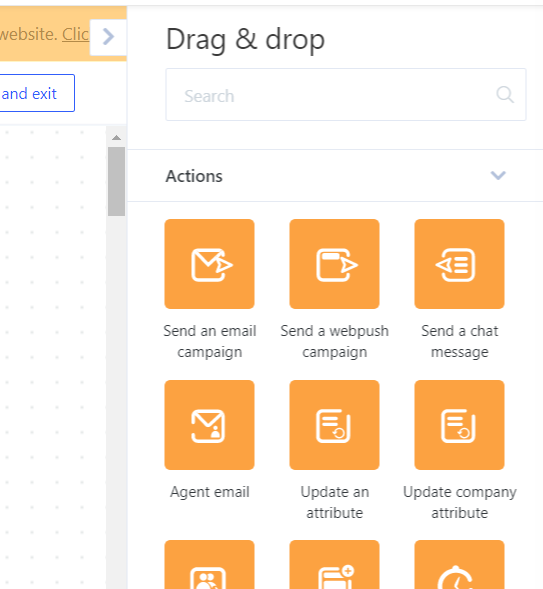 Drag & drop
website. Clic
and exit
Search
Actions
Send an email
campaign
Send a webpush
campaign
Send a chat
message
Agent email
Update an
attribute
Update company
attribute